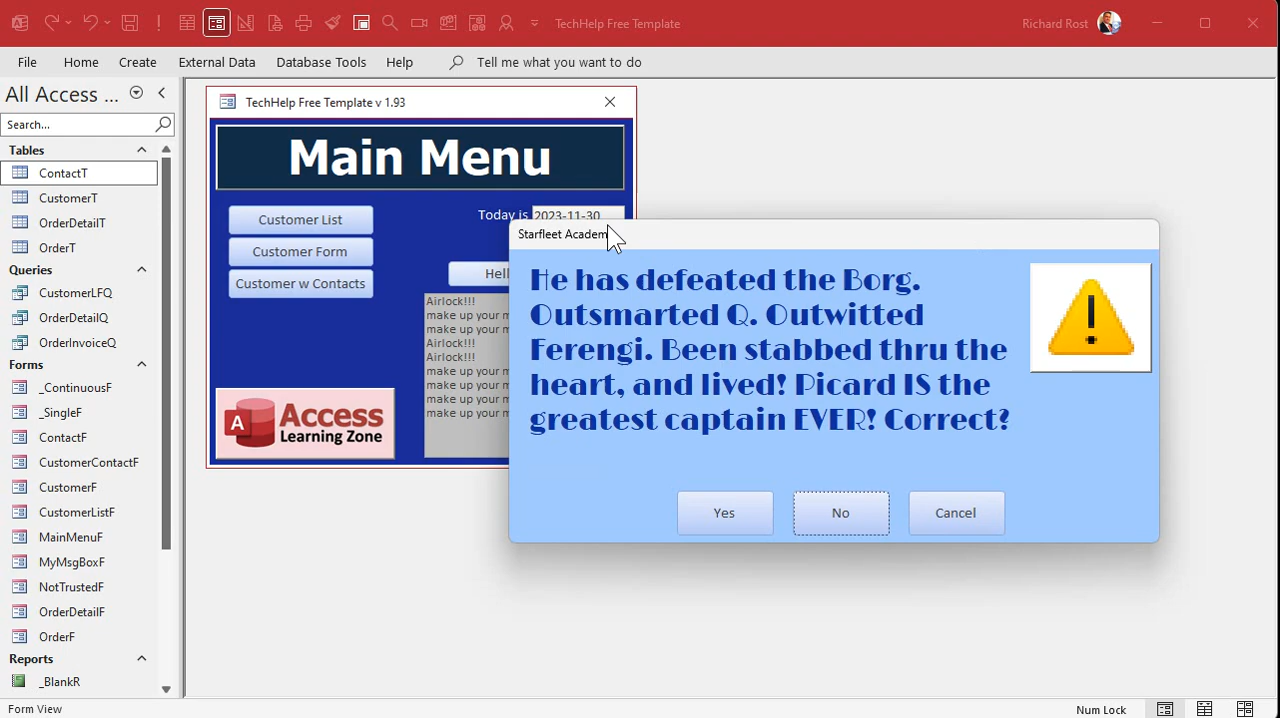 TechHelp Free Template
Richard Rost
File
Home
Create
External Data
Database Tools
Help
Tell me what you want to do
All Access ...
Search...
Tables
ContactT
CustomerT
OrderDetailT
OrderT
Queries
CustomerLFQ
OrderDetailQ
OrderInvoiceQ
Forms
_ContinuousF
_SingleF
ContactF
CustomerContactF
CustomerF
CustomerListF
MainMenuF
MyMsgBoxF
NotTrustedF
OrderDetailF
OrderF
Reports
_BlankR
TechHelp Free Template v 1.93
Main Menu
Customer List
Customer Form
Customer w Contacts
Today is 2023-11-30
Hell
Airlock!!!
make up your m
make up your m
Airlock!!!
Airlock!!!
make up your m
make up your m
make up your m
make up your m
A Access
Learning Zone
Starfleet Academ
He has defeated the Borg.
Outsmarted Q. Outwitted
Ferengi. Been stabbed thru the
heart, and lived! Picard IS the
greatest captain EVER! Correct?
Yes
No
Cancel
Form View
Num Lock